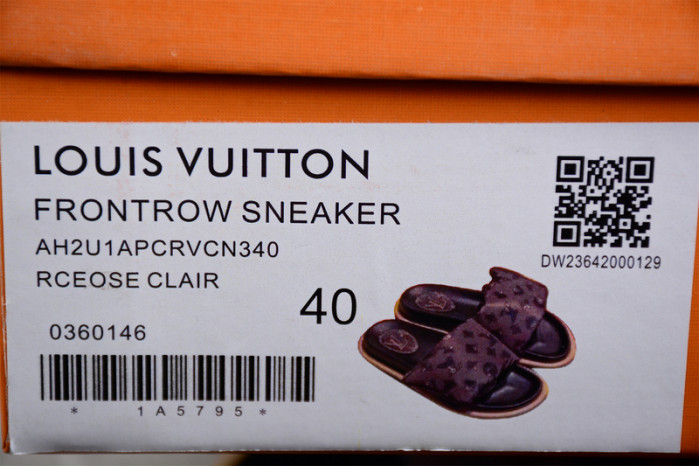 LOUIS VUITTON
FRONTROW SNEAKER
AH2U1APCRVCN340
RCEOSE CLAIR
DW23642000129
40
0360146
* 1A5795*